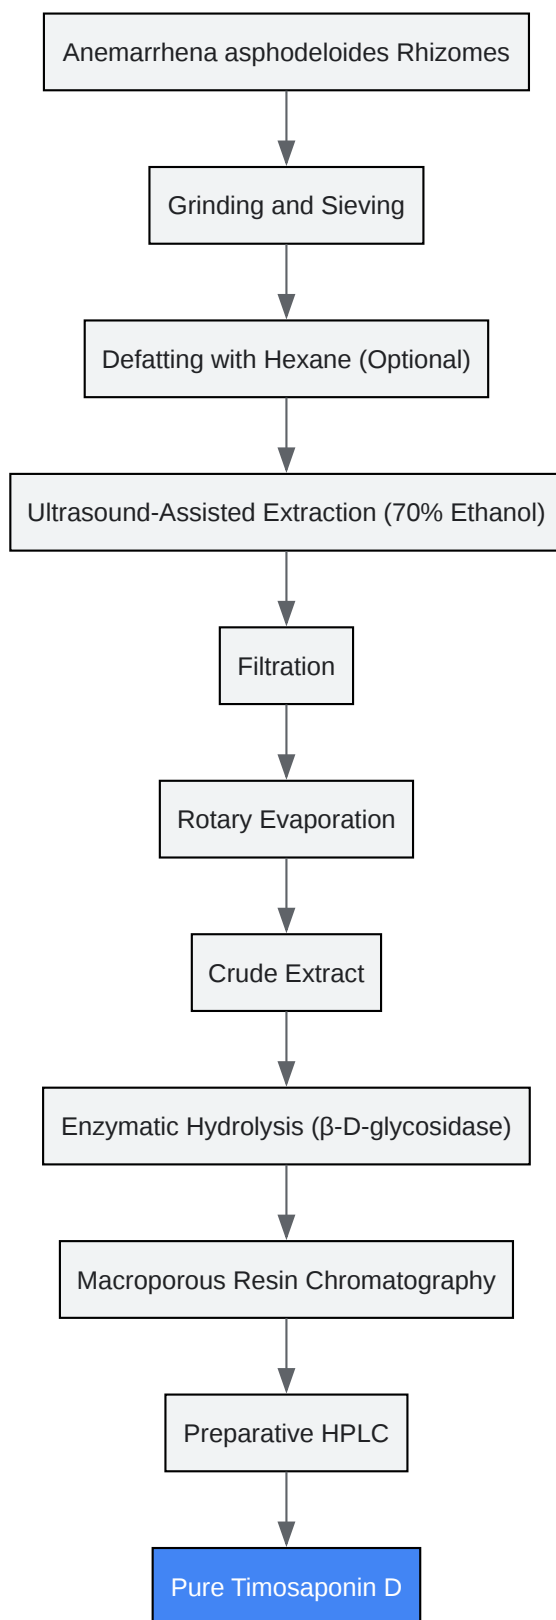 Anemarrhena asphodeloides Rhizomes
Grinding and Sieving
Defatting with Hexane (Optional)
Ultrasound-Assisted Extraction (70% Ethanol)
Filtration
Rotary Evaporation
Crude Extract
Enzymatic Hydrolysis (β-D-glycosidase)
Macroporous Resin Chromatography
Preparative HPLC
Pure Timosaponin D